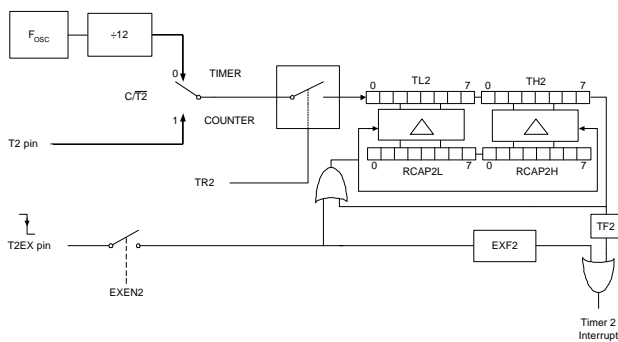 FOSC
÷12
0
TIMER
C/T2
1
COUNTER
T2 pin
TR2
0
TL2
7
TH2
0
7
0
RCAP2L
7
0
RCAP2H
7
TF2
T2EX pin
EXF2
EXEN2
Timer 2
Interrupt